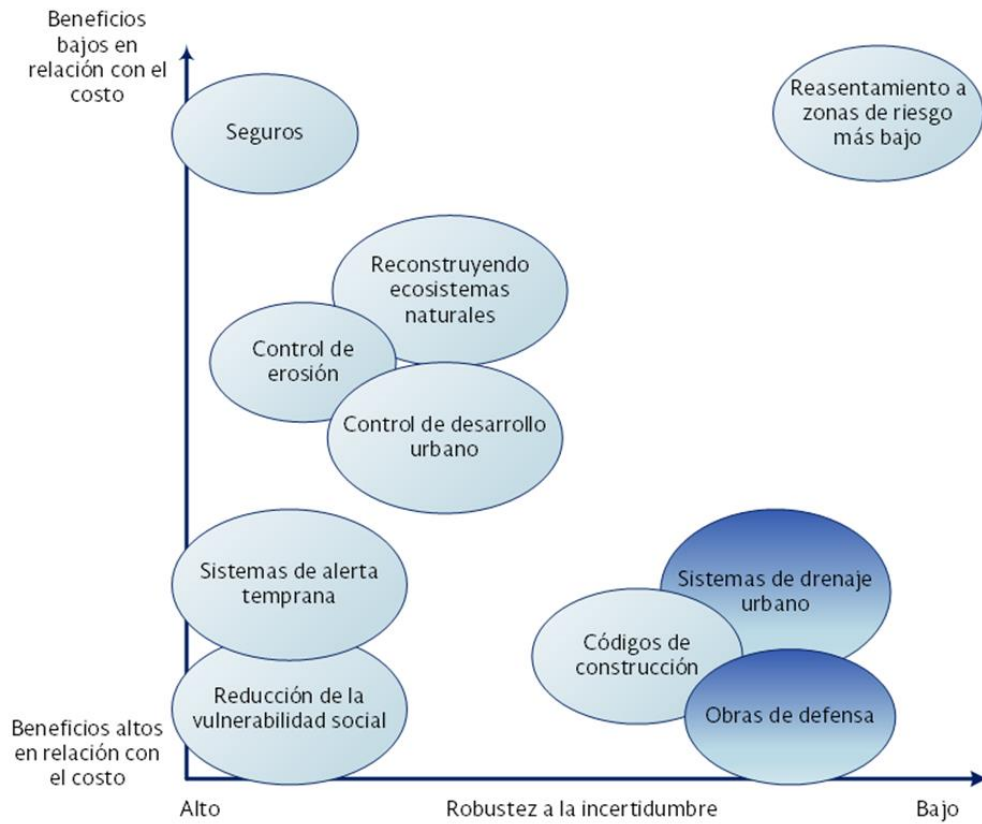 Beneficios
bajos en
relación con el
costo
Seguros
Reasentamiento a
zonas de riesgo
más bajo
Reconstruyendo
ecosistemas
naturales
Control de
erosión
Control de desarrollo
urbano
Sistemas de alerta
temprana
Sistemas de drenaje
urbano
Códigos de
construcción
Reducción de la
vulnerabilidad social
Obras de defensa
Beneficios altos
en relación con
el costo
Alto
Robustez a la incertidumbre
Bajo